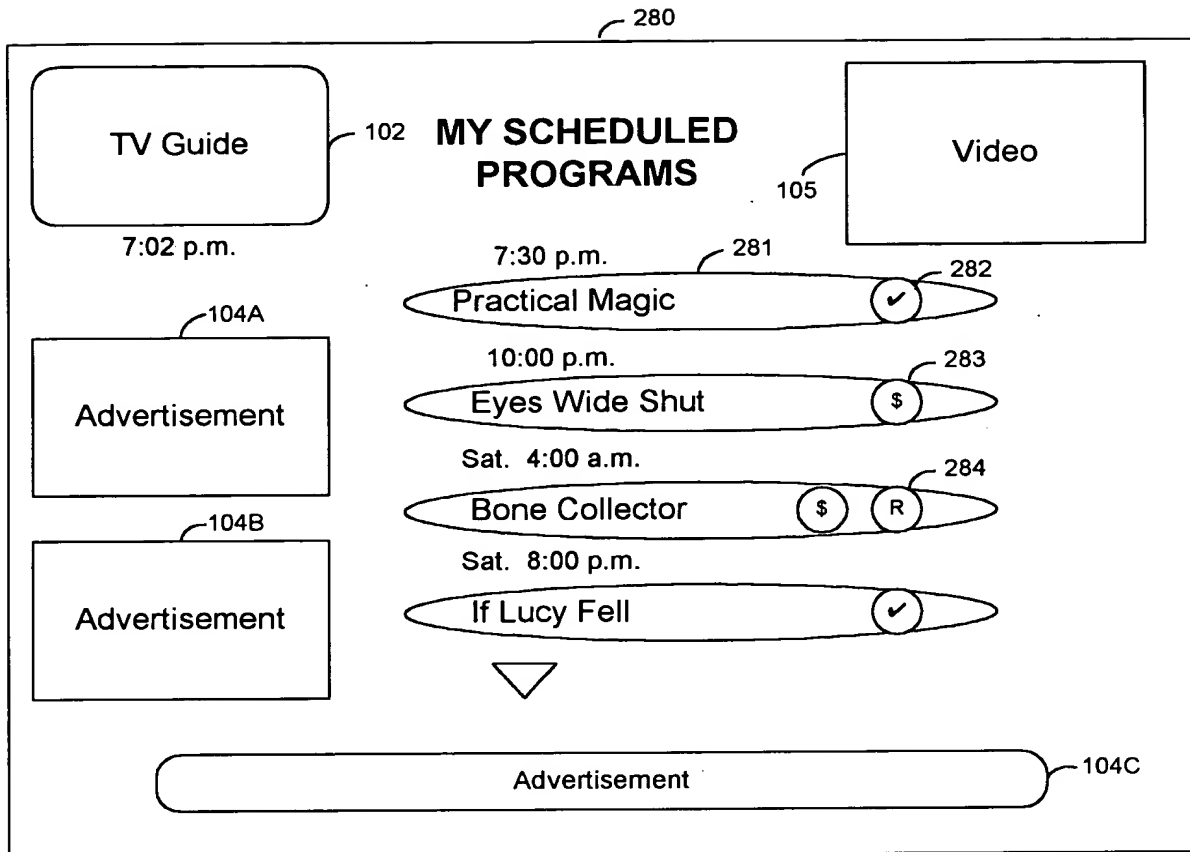 280
TV Guide
102
MY SCHEDULED
PROGRAMS
Video
105
7:02 p.m.
7:30 p.m.
281
282
Practical Magic
✓
104A
Advertisement
10:00 p.m.
283
Eyes Wide Shut
$
Sat. 4:00 a.m.
284
Bone Collector
$ R
104B
Advertisement
Sat. 8:00 p.m.
If Lucy Fell
✓
Advertisement
104C